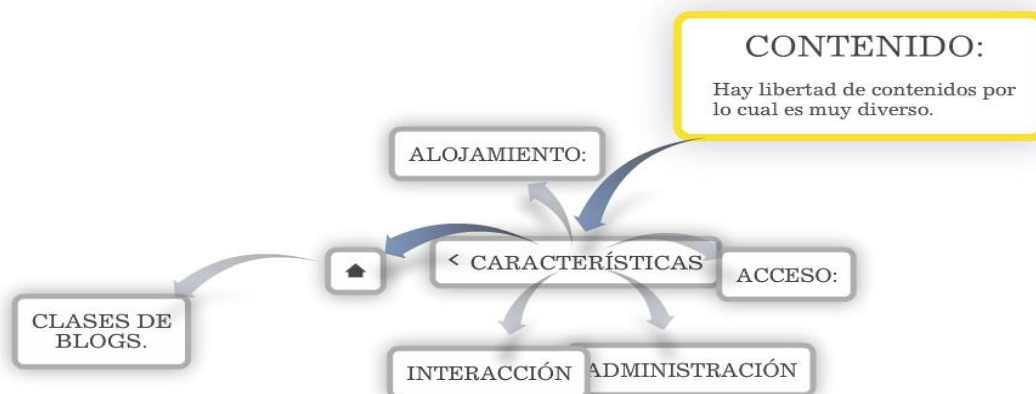 CONTENIDO:
Hay libertad de contenidos por
lo cual es muy diverso.
ALOJAMIENTO:
< CARACTERÍSTICAS
ACCESO:
CLASES DE
BLOGS.
INTERACCIÓN
ADMINISTRACIÓN